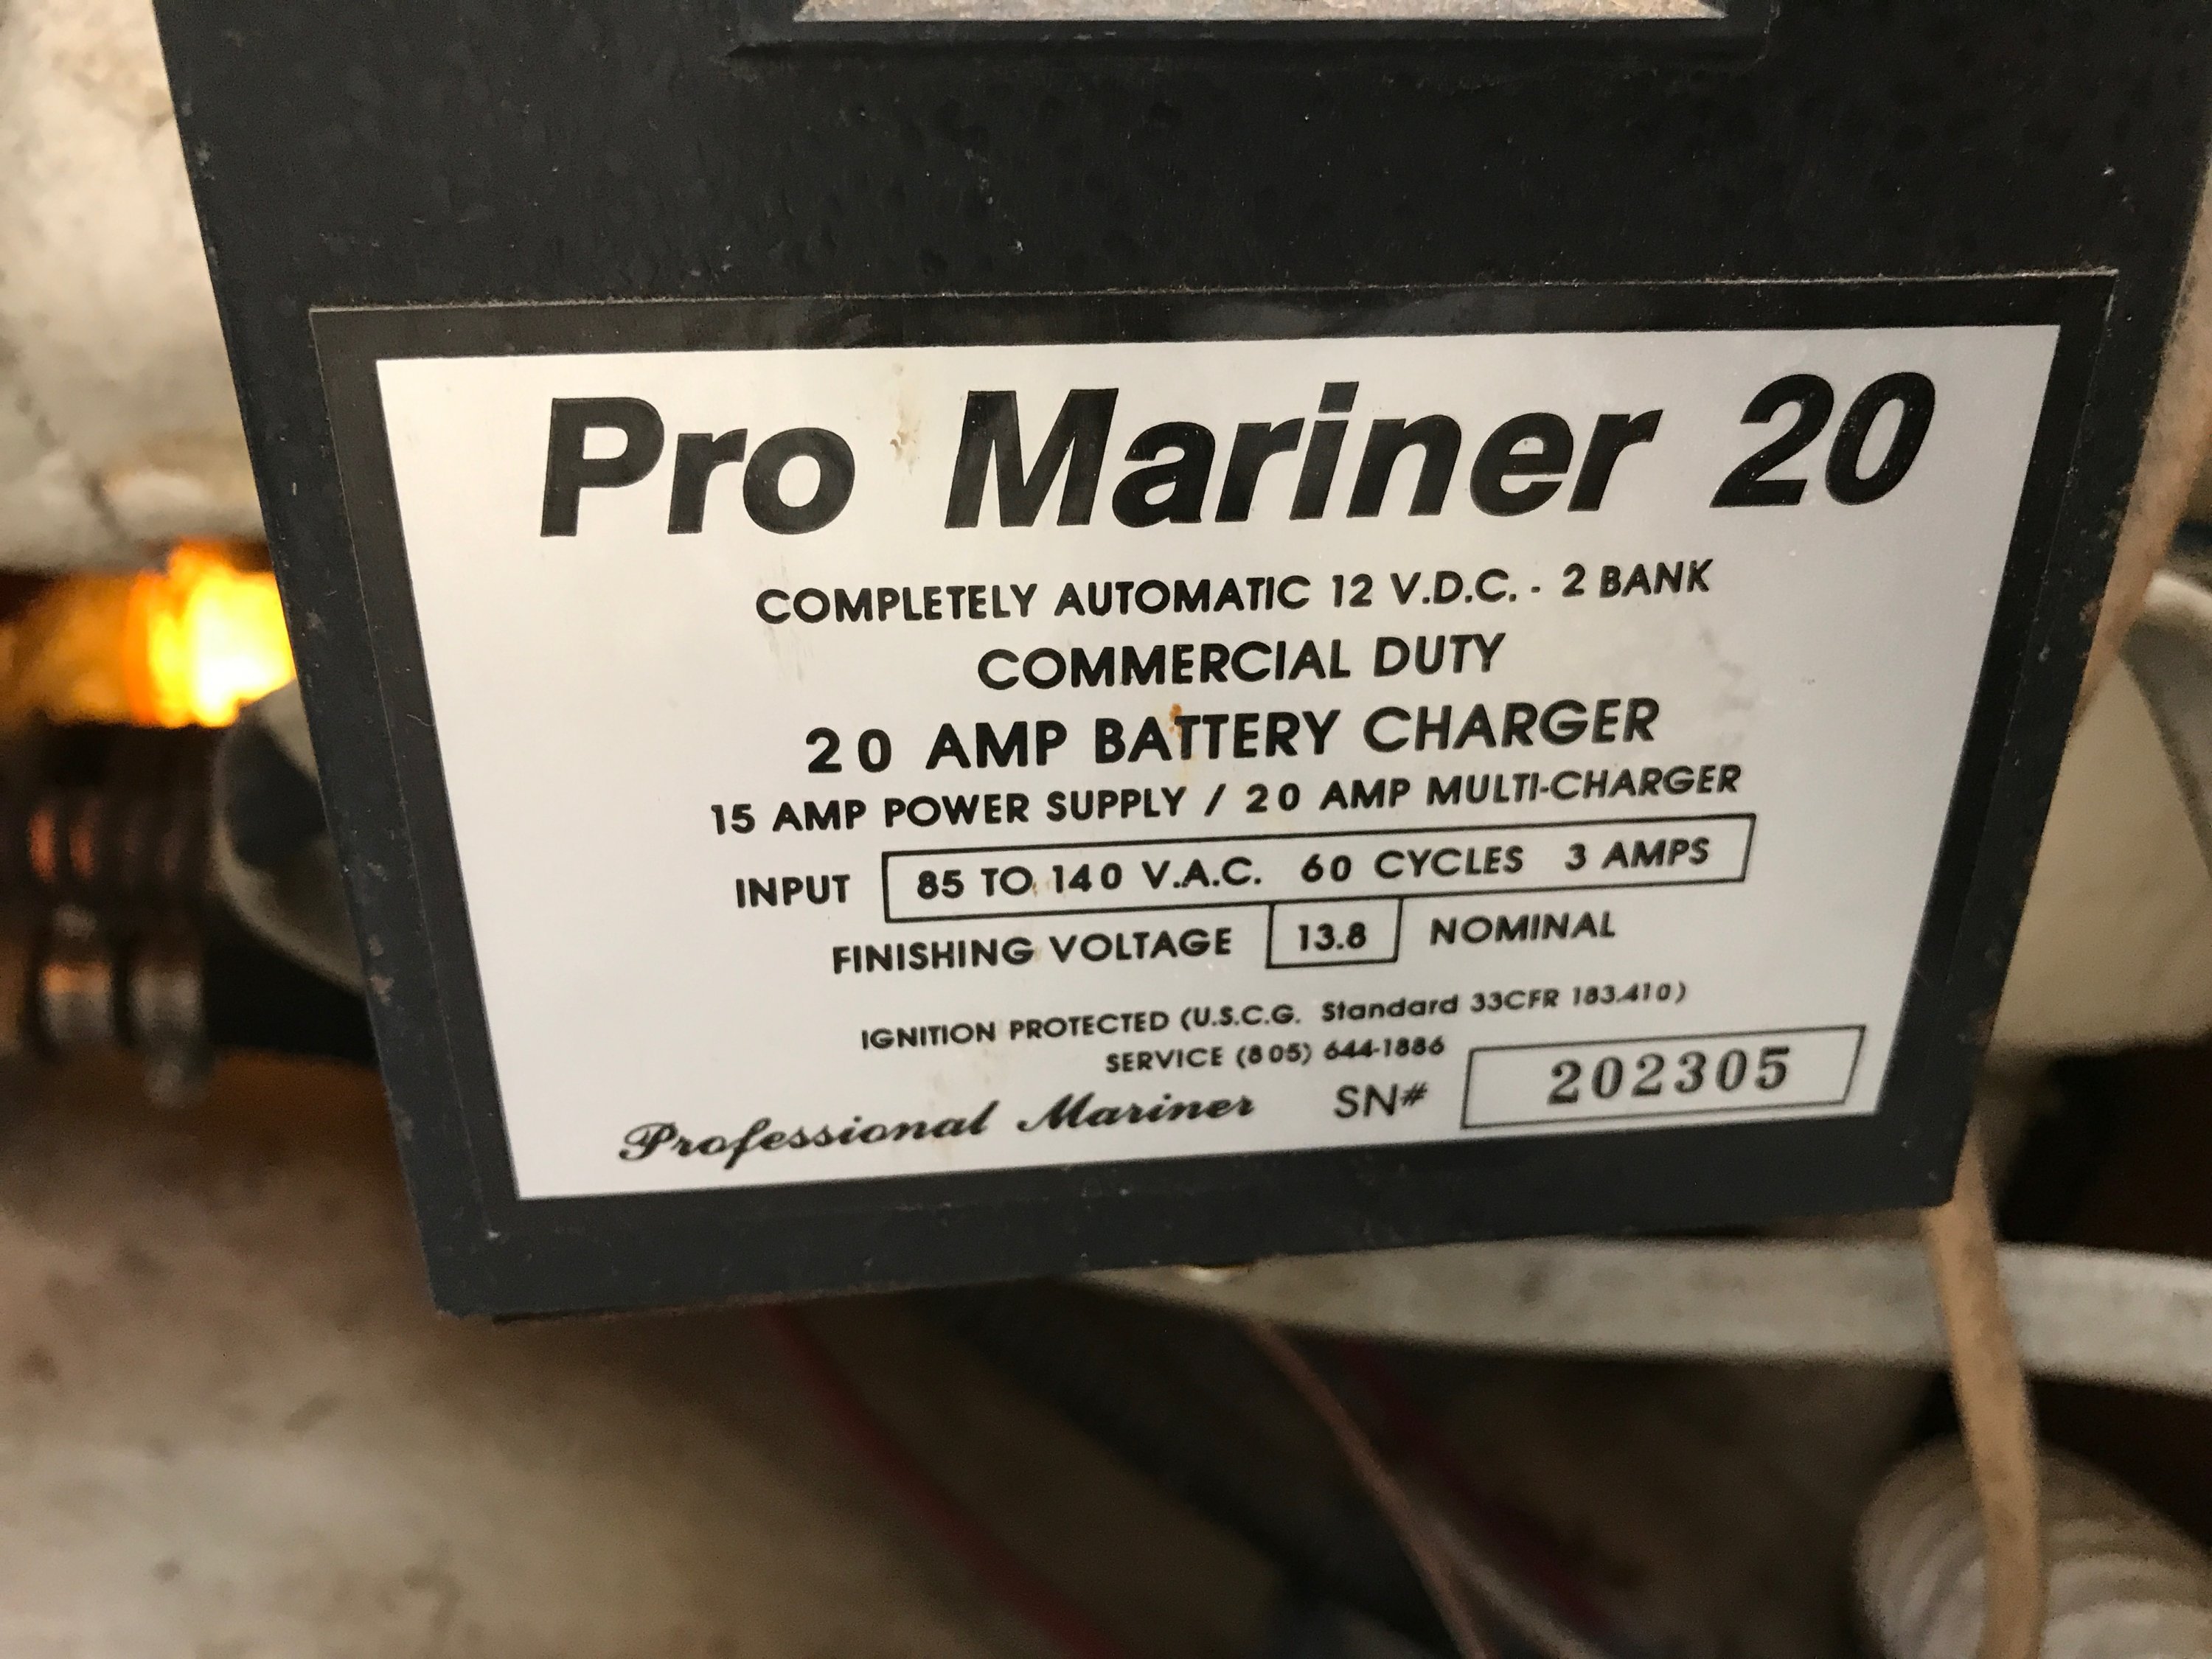 Pro Mariner 20
COMPLETELY AUTOMATIC 12 V.D.C. - 2 BANK
COMMERCIAL DUTY
20 AMP BATTERY CHARGER
15 AMP POWER SUPPLY / 20 AMP MULTI-CHARGER
INPUT 85 TO 140 V.A.C. 60 CYCLES 3 AMPS
FINISHING VOLTAGE 13.8 NOMINAL
IGNITION PROTECTED (U.S.C.G. Standard 33CFR 183.410)
SERVICE (805) 644-1886
Professional Mariner SN# 202305